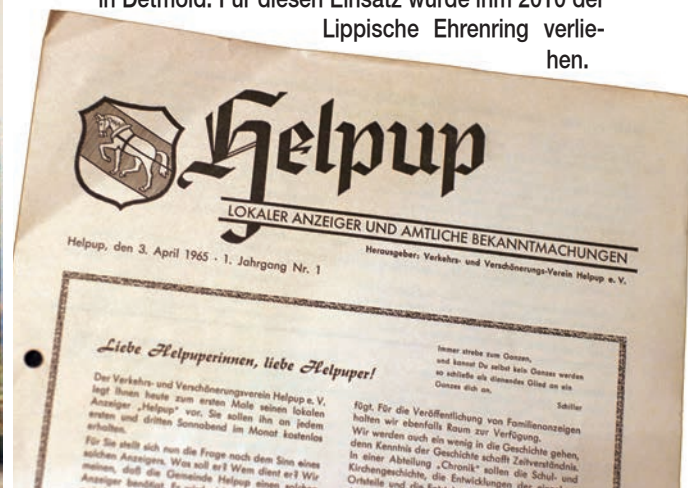 in Detmold. Für diesen Einsatz wurde ihm 2010 der
Lippische Ehrenring verlie-
hen.
Helpup
LOKALER ANZEIGER UND AMTLICHE BEKANNTMACHUNGEN
Helpup, den 3. April 1965 · 1. Jahrgang Nr. 1
Herausgeber: Verkehrs- und Verschönerungs-Verein Helpup e. V.
Liebe Helpuperinnen, liebe Helpuper!
Der Verkehrs- und Verschönerungsverein Helpup e. V.
legt Ihnen heute zum ersten Male seinen lokalen
Anzeiger „Helpup" vor. Sie sollen ihn an jedem
ersten und dritten Sonnabend im Monat kostenlos
erhalten.
Für Sie stellt sich nun die Frage nach dem Sinn eines
solchen Anzeigers. Was soll er? Wem dient er? Wir
meinen, daß die Gemeinde Helpup einen solchen
Anzeiger benötigt.
Immer strebe zum Ganzen,
und kannst Du selbst kein Ganzes werden
so schließe als dienendes Glied an ein
Ganzes dich an.
Schiller
fügt. Für die Veröffentlichung von Familienanzeigen
halten wir ebenfalls Raum zur Verfügung.
Wir werden auch ein wenig in die Geschichte gehen,
denn Kenntnis der Geschichte schafft Zeitverständnis.
In einer Abteilung „Chronik" sollen die Schul- und
Kirchengeschichte, die Entwicklungen der
Ortsteile und die